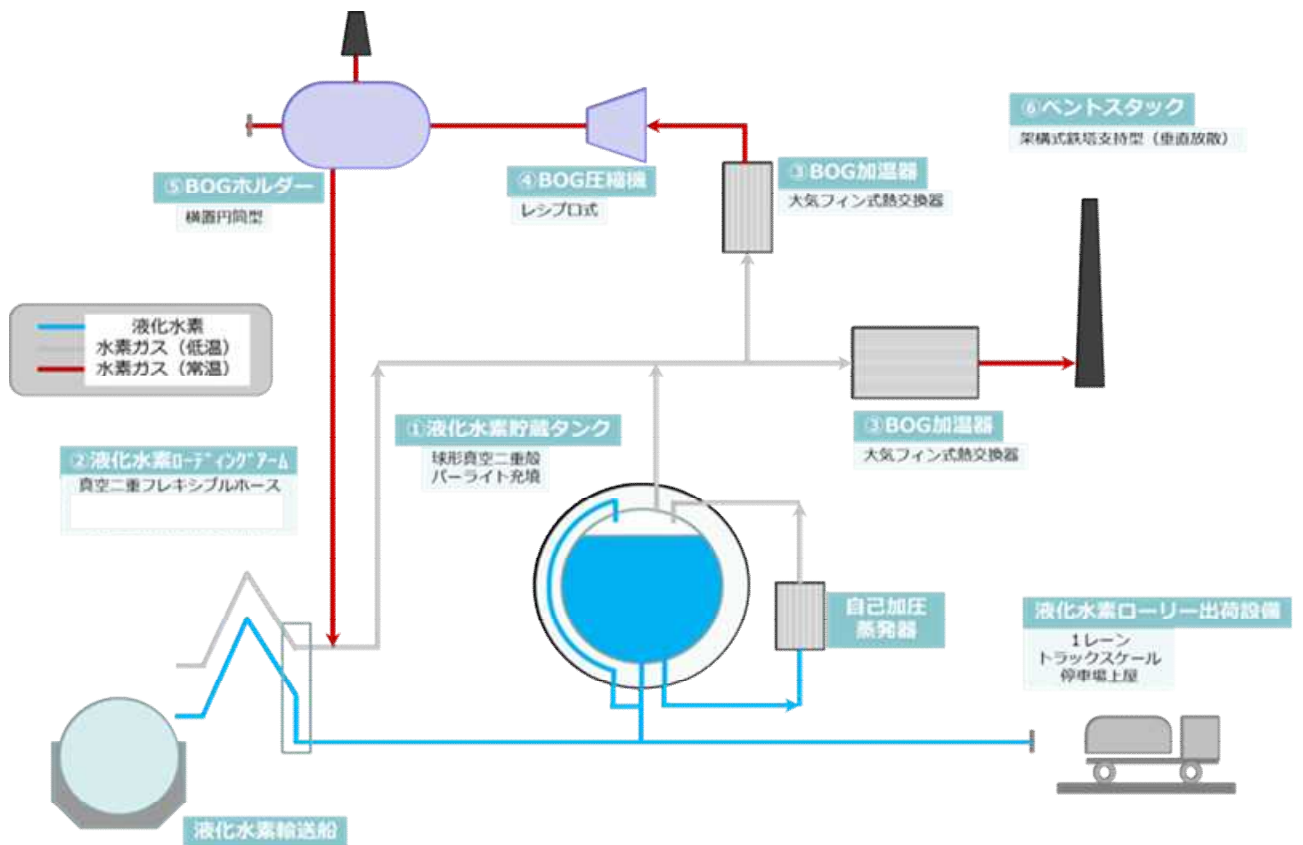 ⑥ベントスタック
架構式鉄塔支持型（垂直放散）
③BOG加温器
大気フィン式熱交換器
④BOG圧縮機
レシプロ式
⑤BOGホルダー
横置円筒型
液化水素
水素ガス（低温）
水素ガス（常温）
①液化水素貯蔵タンク
球形真空二重殻
パーライト充填
③BOG加温器
大気フィン式熱交換器
②液化水素ﾛｰﾃﾞｨﾝｸﾞｱｰﾑ
真空二重フレキシブルホース
自己加圧
蒸発器
液化水素ローリー出荷設備
1レーン
トラックスケール
停車場上屋
液化水素輸送船